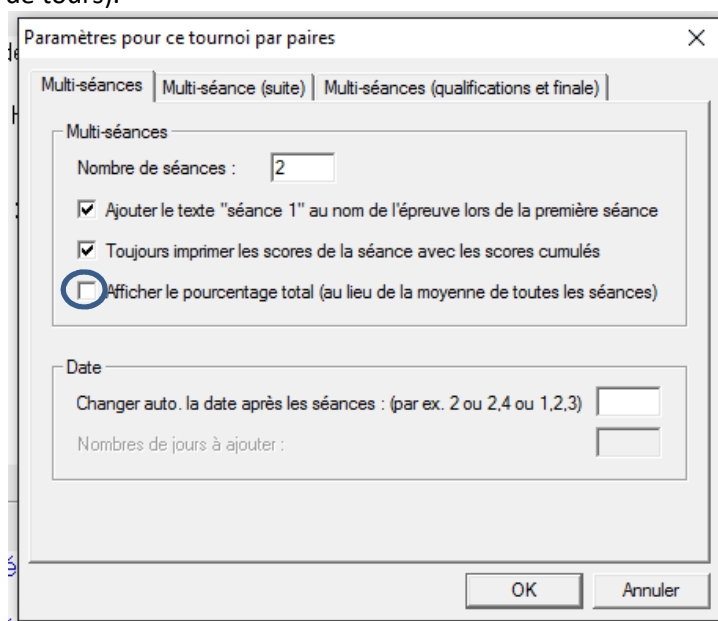 de tours).
Paramètres pour ce tournoi par paires
Multi-séances Multi-séance (suite) Multi-séances (qualifications et finale)
Multi-séances
Nombre de séances : 2
Ajouter le texte "séance 1" au nom de l'épreuve lors de la première séance
Toujours imprimer les scores de la séance avec les scores cumulés
Afficher le pourcentage total (au lieu de la moyenne de toutes les séances)
Date
Changer auto. la date après les séances : (par ex. 2 ou 2,4 ou 1,2,3)
Nombres de jours à ajouter :
OK Annuler